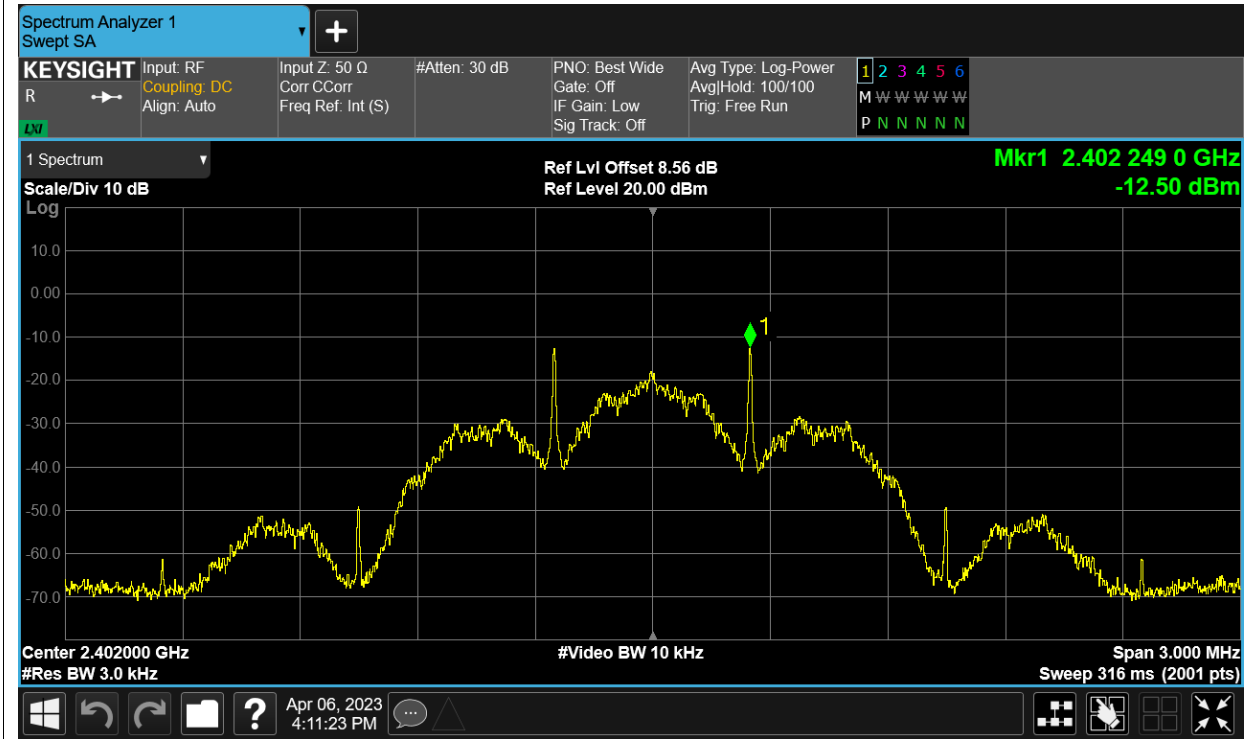 Spectrum Analyzer 1
Swept SA
KEYSIGHT
R
LXI
Input: RF
Coupling: DC
Align: Auto
Input Z: 50 Ω
Corr CCorr
Freq Ref: Int (S)
#Atten: 30 dB
PNO: Best Wide
Gate: Off
IF Gain: Low
Sig Track: Off
Avg Type: Log-Power
Avg|Hold: 100/100
Trig: Free Run
1 2 3 4 5 6
M W W W W W
P N N N N N
1 Spectrum
Scale/Div 10 dB
Log
Ref Lvl Offset 8.56 dB
Ref Level 20.00 dBm
Mkr1 2.402 249 0 GHz
-12.50 dBm
10.0
0.00
-10.0
-20.0
-30.0
-40.0
-50.0
-60.0
-70.0
1
Center 2.402000 GHz
#Res BW 3.0 kHz
#Video BW 10 kHz
Span 3.000 MHz
Sweep 316 ms (2001 pts)
?
Apr 06, 2023
4:11:23 PM